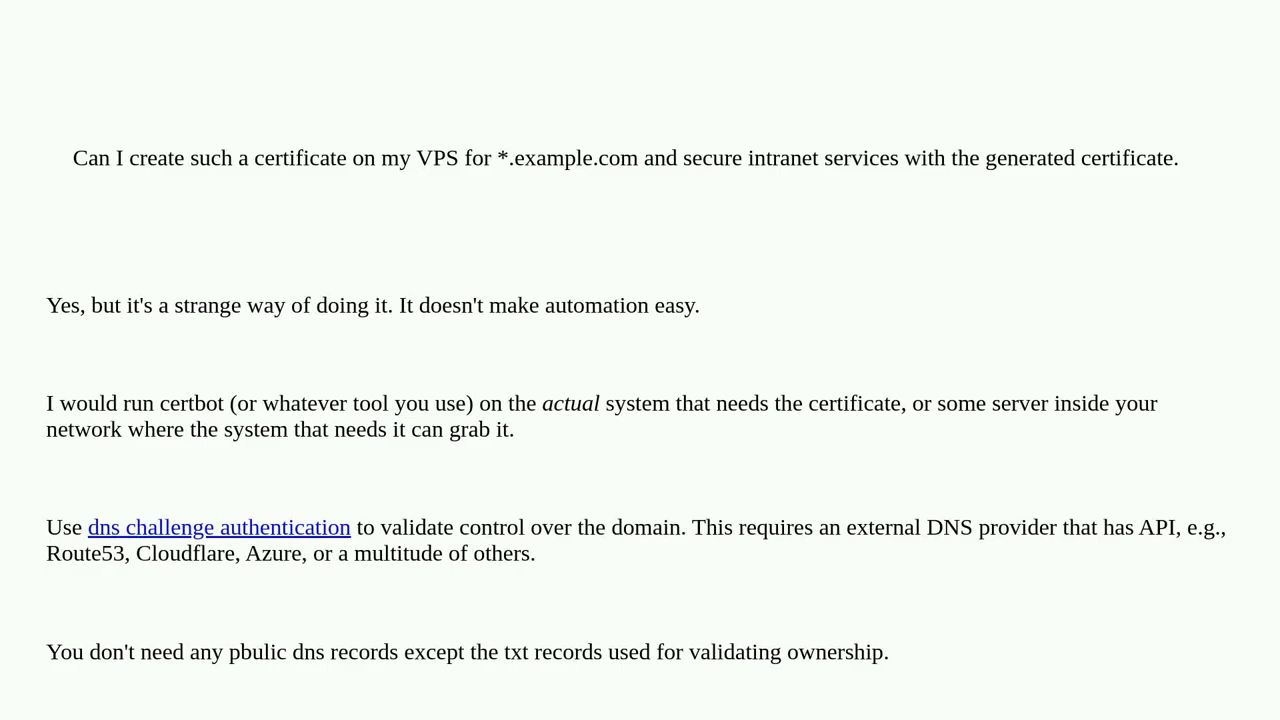 Can I create such a certificate on my VPS for *.example.com and secure intranet services with the generated certificate.
Yes, but it's a strange way of doing it. It doesn't make automation easy.
I would run certbot (or whatever tool you use) on the actual system that needs the certificate, or some server inside your
network where the system that needs it can grab it.
Use dns challenge authentication to validate control over the domain. This requires an external DNS provider that has API, e.g.,
Route53, Cloudflare, Azure, or a multitude of others.
You don't need any pbulic dns records except the txt records used for validating ownership.